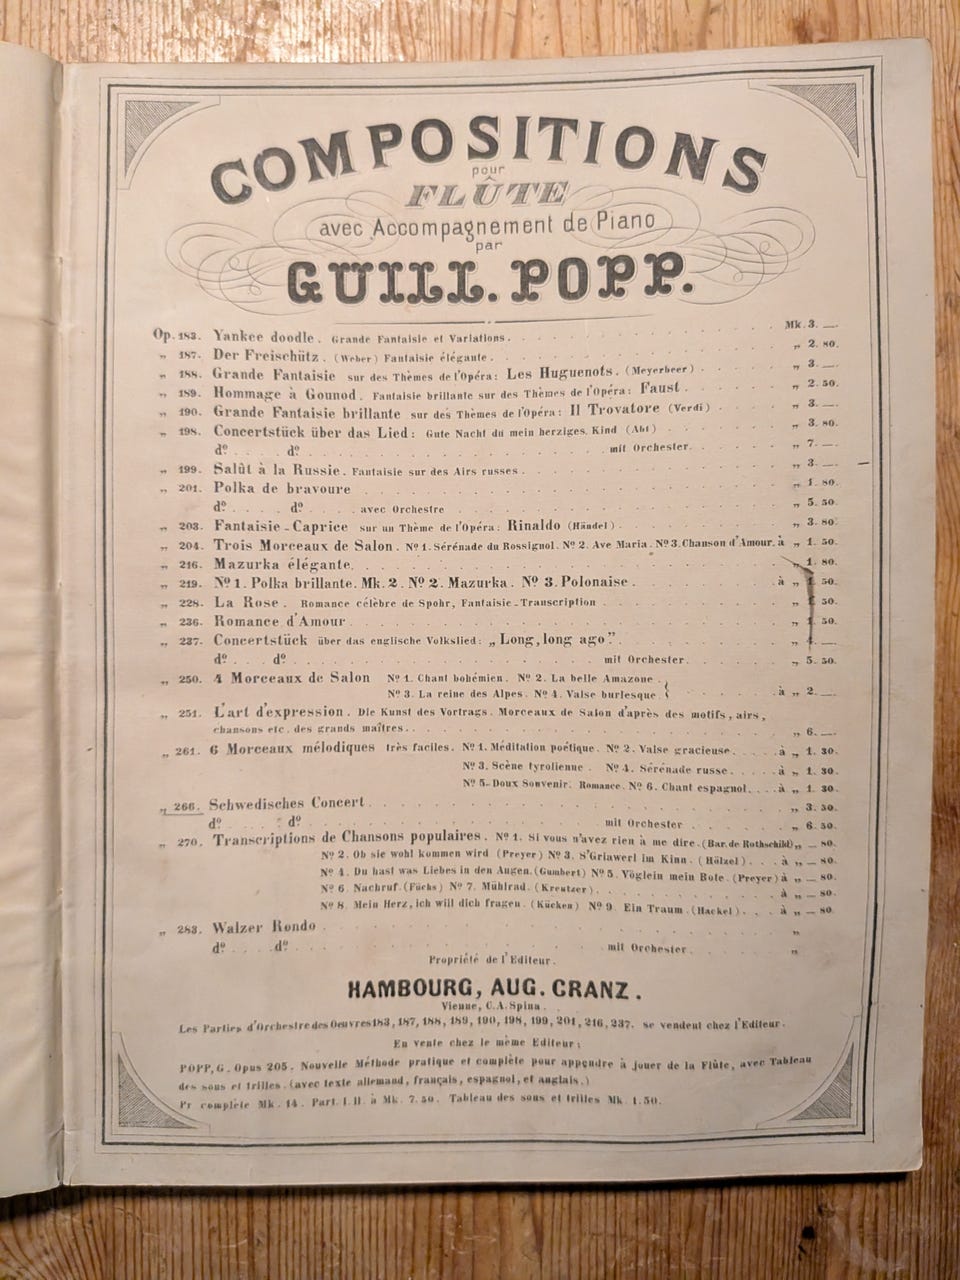 COMPOSITIONS
pour
FLÛTE
avec Accompagnement de Piano
par
GUILL. POPP.
Op. 183. Yankee doodle. Grande Fantaisie et Variations. Mk. 3. —.
„ 187. Der Freischütz. (Weber) Fantaisie élégante. „ 2. 80.
„ 188. Grande Fantaisie sur des Thèmes de l'Opéra: Les Huguenots. (Meyerbeer) „ 3. —.
„ 189. Hommage à Gounod. Fantaisie brillante sur des Thèmes de l'Opéra: Faust. „ 2. 50.
„ 190. Grande Fantaisie brillante sur des Thèmes de l'Opéra: Il Trovatore (Verdi) „ 3. —.
„ 198. Concertstück über das Lied: Gute Nacht du mein herziges Kind (Abt) „ 3. 80.
dº dº mit Orchester. „ 7. —.
„ 199. Salût à la Russie. Fantaisie sur des Airs russes. „ 3. —.
„ 201. Polka de bravoure „ 1. 80.
dº dº avec Orchestre „ 5. 50.
„ 203. Fantaisie-Caprice sur un Thème de l'Opéra: Rinaldo (Händel) „ 3. 80.
„ 204. Trois Morceaux de Salon. Nº 1. Sérénade du Rossignol. Nº 2. Ave Maria. Nº 3. Chanson d'Amour. à „ 1. 50.
„ 216. Mazurka élégante. „ 1. 80.
„ 219. Nº 1. Polka brillante. Mk. 2. Nº 2. Mazurka. Nº 3. Polonaise. à „ 1. 50.
„ 228. La Rose. Romance célèbre de Spohr, Fantaisie-Transcription „ 1. 50.
„ 236. Romance d'Amour. „ 1. 50.
„ 237. Concertstück über das englische Volkslied: „Long, long ago". „ 4. —.
dº dº mit Orchester. „ 5. 50.
„ 250. 4 Morceaux de Salon Nº 1. Chant bohémien. Nº 2. La belle Amazone.
Nº 3. La reine des Alpes. Nº 4. Valse burlesque. à „ 2. —.
„ 251. L'art d'expression. Die Kunst des Vortrags. Morceaux de Salon d'après des motifs, airs,
chansons etc. des grands maîtres. „ 6. —.
„ 261. 6 Morceaux mélodiques très faciles. Nº 1. Méditation poétique. Nº 2. Valse gracieuse. à „ 1. 30.
Nº 3. Scène tyrolienne. Nº 4. Sérénade russe. à „ 1. 30.
Nº 5. Doux Souvenir. Romance. Nº 6. Chant espagnol. à „ 1. 30
„ 266. Schwedisches Concert. „ 3. 50.
dº dº mit Orchester „ 6. 50.
„ 270. Transcriptions de Chansons populaires. Nº 1. Si vous n'avez rien à me dire. (Bar. de Rothschild) „ — 80.
Nº 2. Ob sie wohl kommen wird (Preyer) Nº 3. S'Griawerl im Kinn. (Hölzel) à „ — 80.
Nº 4. Du hast was Liebes in den Augen. (Gumbert) Nº 5. Vöglein mein Bote. (Preyer) à „ — 80.
Nº 6. Nachruf. (Fuchs) Nº 7. Mühlrad. (Kreutzer) à „ — 80.
Nº 8. Mein Herz, ich will dich fragen. (Kücken) Nº 9. Ein Traum. (Hackel) à „ — 80.
„ 283. Walzer Rondo „
dº dº mit Orchester. „
Propriété de l'Editeur.
HAMBOURG, AUG. CRANZ.
Vienne, C. A. Spina.
Les Parties d'Orchestre des Oeuvres 183, 187, 188, 189, 190, 198, 199, 201, 216, 237. se vendent chez l'Editeur.
En vente chez le même Editeur:
POPP, G. Opus 205. Nouvelle Méthode pratique et complète pour appendre à jouer de la Flûte, avec Tableau
des sous et trilles. (avec texte allemand, français, espagnol, et anglais.)
Pr. complète Mk. 14. Part. I. II. à Mk. 7. 50. Tableau des sous et trilles Mk. 1. 50.